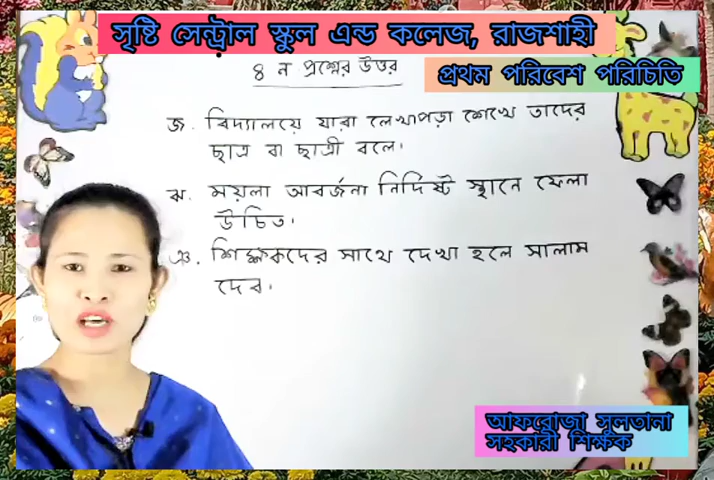 সৃষ্টি সেন্ট্রাল স্কুল এন্ড কলেজ, রাজশাহী
৪ ন প্রশ্নের উত্তর
প্রথম পরিবেশ পরিচিতি
জ. বিদ্যালয়ে যারা লেখাপড়া শেখে তাদের
ছাত্র বা ছাত্রী বলে।
ঝ. ময়লা আবর্জনা নির্দিষ্ট স্থানে ফেলা
উচিত।
ঞ. শিক্ষকদের সাথে দেখা হলে সালাম
দেব।
আফরোজা সুলতানা
সহকারী শিক্ষক